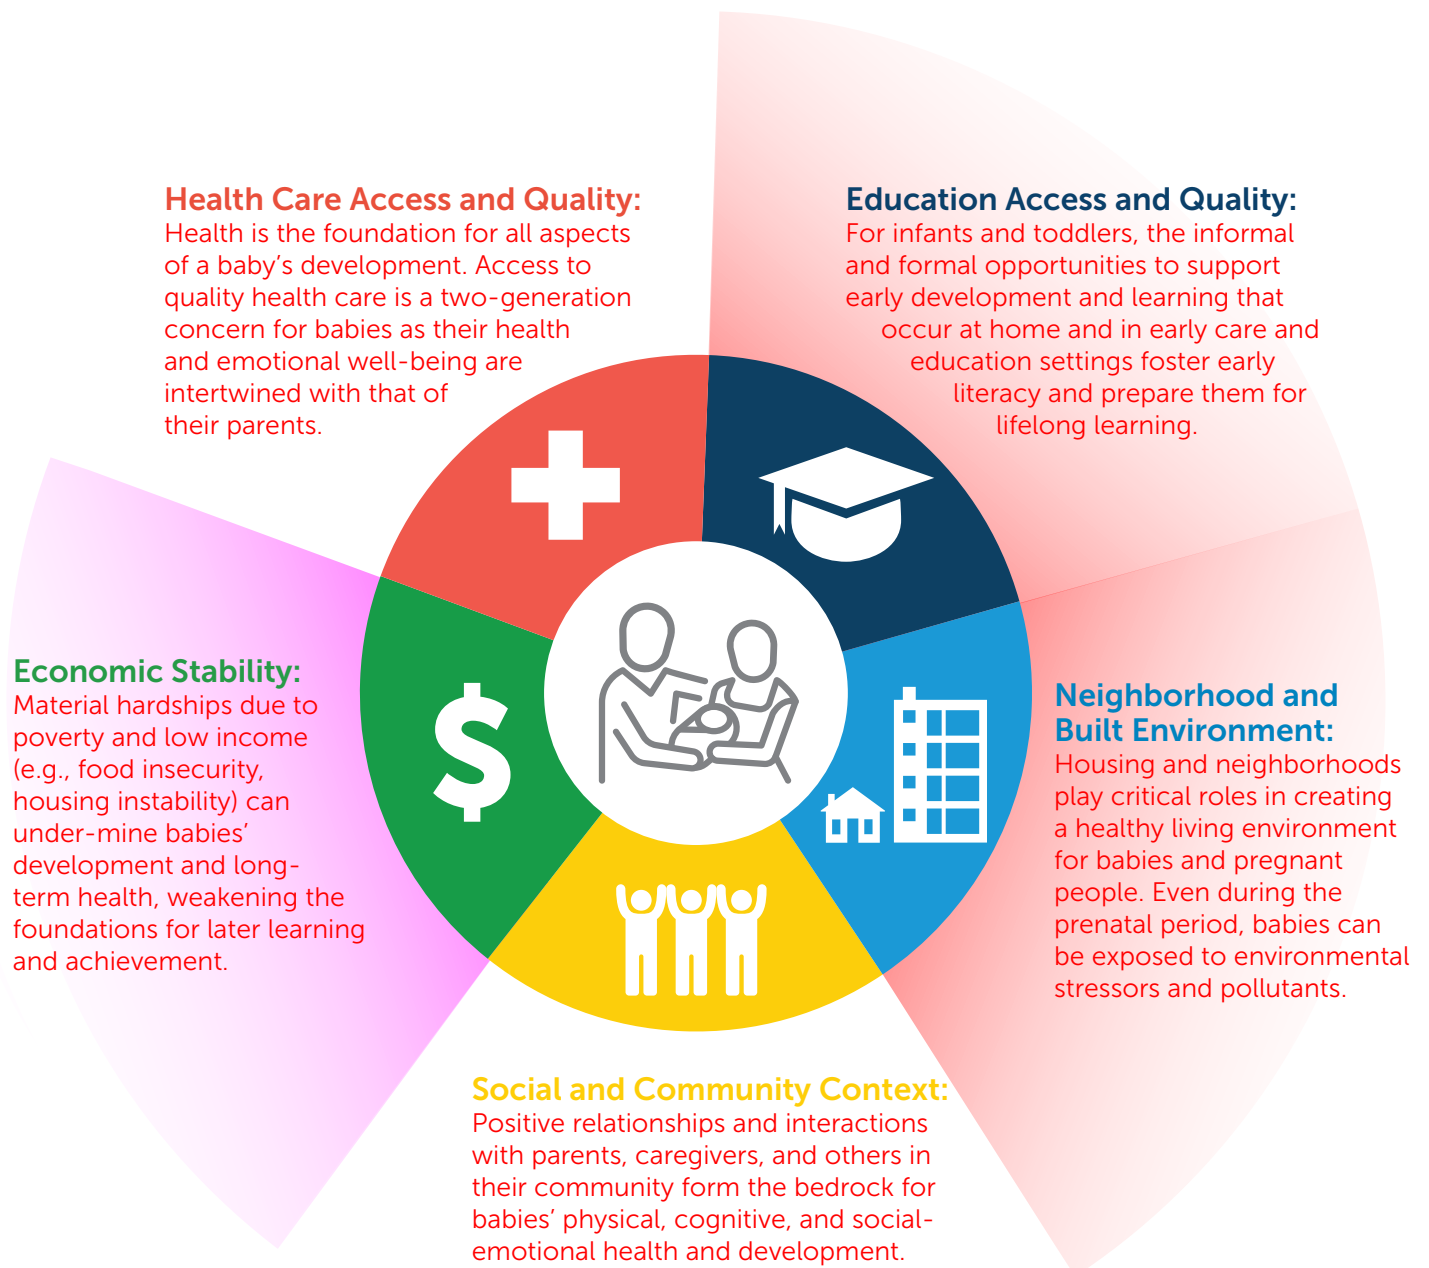 Health Care Access and Quality:
Health is the foundation for all aspects
of a baby’s development. Access to
quality health care is a two-generation
concern for babies as their health
and emotional well-being are
intertwined with that of
their parents.
Education Access and Quality:
For infants and toddlers, the informal
and formal opportunities to support
early development and learning that
occur at home and in early care and
education settings foster early
literacy and prepare them for
lifelong learning.
Economic Stability:
Material hardships due to
poverty and low income
(e.g., food insecurity,
housing instability) can
under-mine babies’
development and long-
term health, weakening the
foundations for later learning
and achievement.
$
Neighborhood and
Built Environment:
Housing and neighborhoods
play critical roles in creating
a healthy living environment
for babies and pregnant
people. Even during the
prenatal period, babies can
be exposed to environmental
stressors and pollutants.
Social and Community Context:
Positive relationships and interactions
with parents, caregivers, and others in
their community form the bedrock for
babies’ physical, cognitive, and social-
emotional health and development.